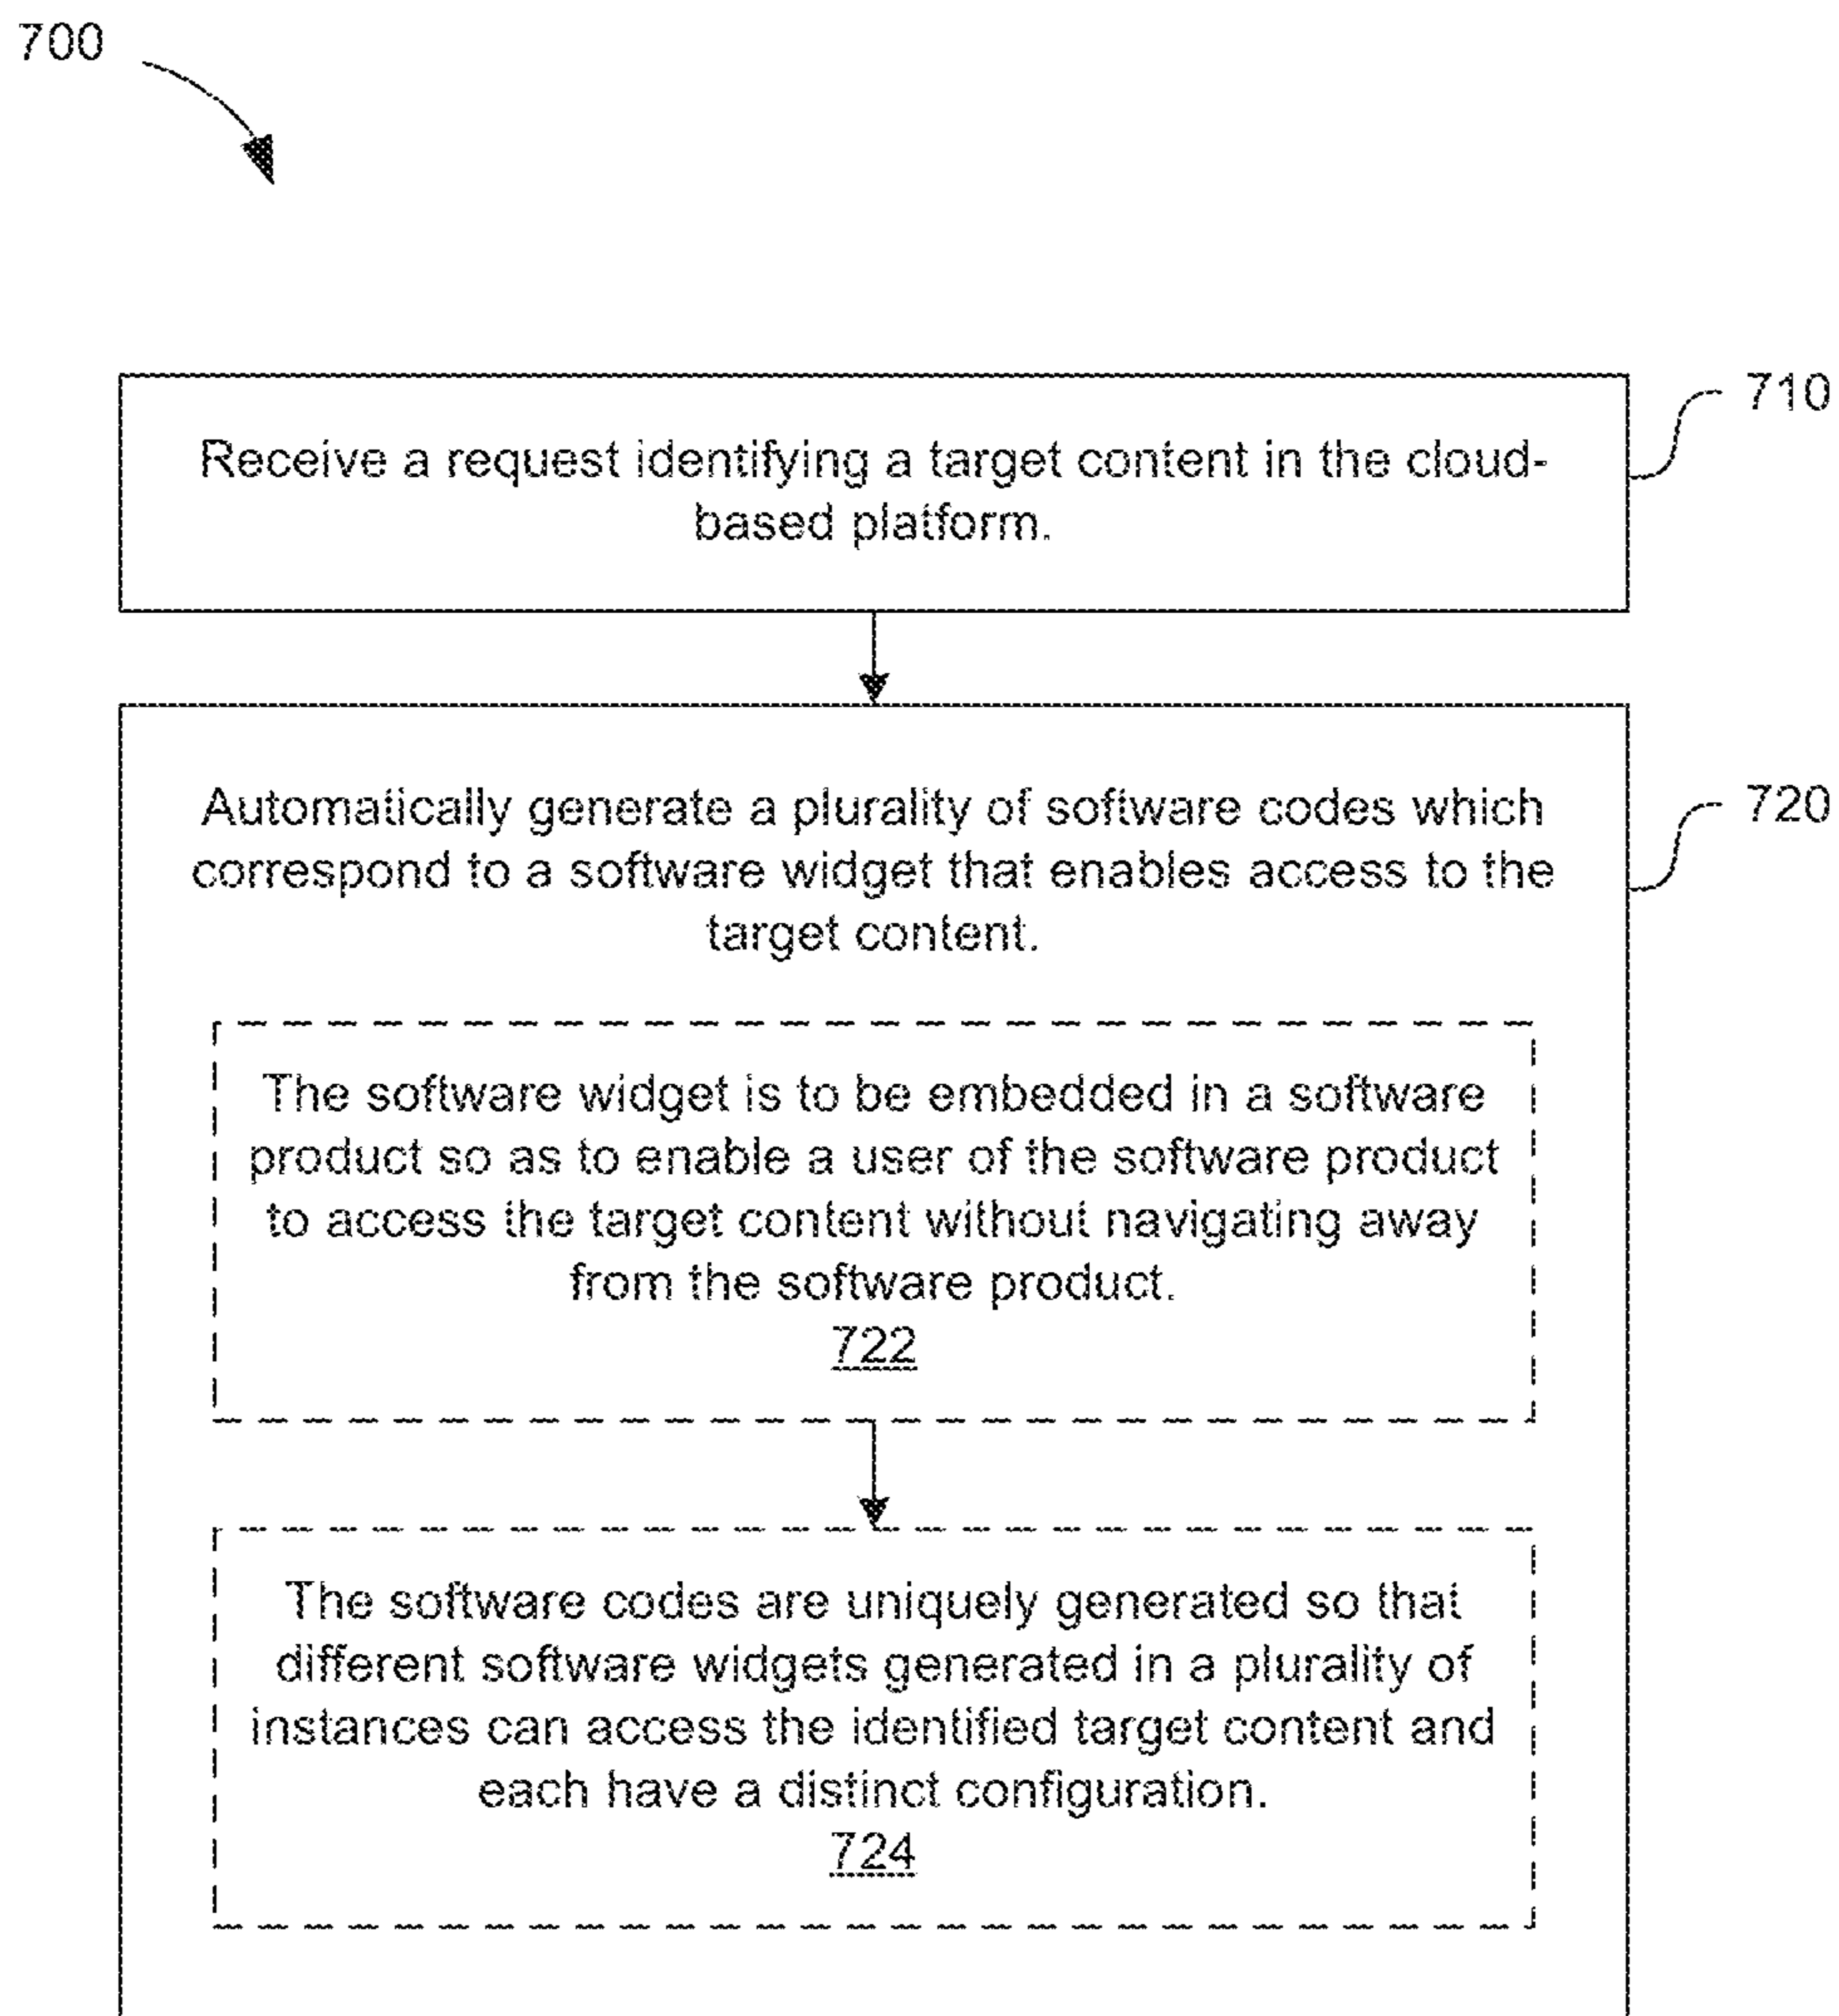 700
710
Receive a request identifying a target content in the cloud-
based platform.
720
Automatically generate a plurality of software codes which
correspond to a software widget that enables access to the
target content.
The software widget is to be embedded in a software
product so as to enable a user of the software product
to access the target content without navigating away
from the software product.
722
The software codes are uniquely generated so that
different software widgets generated in a plurality of
instances can access the identified target content and
each have a distinct configuration.
724